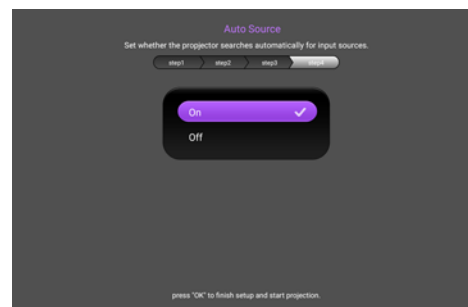 Auto Source
Set whether the propjector searches automatically for input sources.
step1 step2 step3 step4
On
Off
press "OK" to finish setup and start projection.